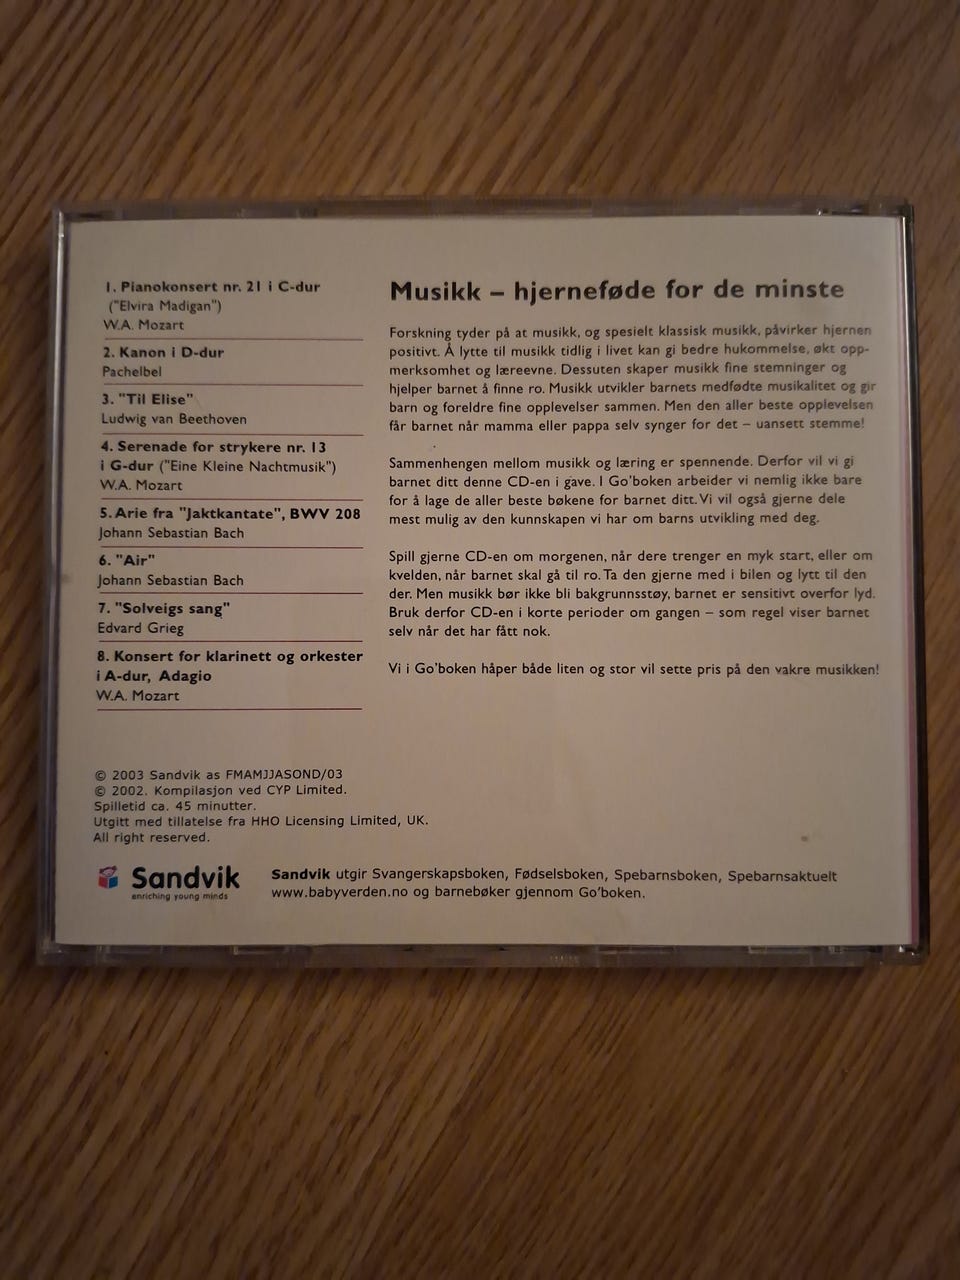 1. Pianokonsert nr. 21 i C-dur
("Elvira Madigan")
W.A. Mozart
2. Kanon i D-dur
Pachelbel
3. "Til Elise"
Ludwig van Beethoven
4. Serenade for strykere nr. 13
i G-dur ("Eine Kleine Nachtmusik")
W.A. Mozart
5. Arie fra "Jaktkantate", BWV 208
Johann Sebastian Bach
6. "Air"
Johann Sebastian Bach
7. "Solveigs sang"
Edvard Grieg
8. Konsert for klarinett og orkester
i A-dur, Adagio
W.A. Mozart
Musikk – hjerneføde for de minste
Forskning tyder på at musikk, og spesielt klassisk musikk, påvirker hjernen
positivt. Å lytte til musikk tidlig i livet kan gi bedre hukommelse, økt opp-
merksomhet og læreevne. Dessuten skaper musikk fine stemninger og
hjelper barnet å finne ro. Musikk utvikler barnets medfødte musikalitet og gir
barn og foreldre fine opplevelser sammen. Men den aller beste opplevelsen
får barnet når mamma eller pappa selv synger for det – uansett stemme!
Sammenhengen mellom musikk og læring er spennende. Derfor vil vi gi
barnet ditt denne CD-en i gave. I Go'boken arbeider vi nemlig ikke bare
for å lage de aller beste bøkene for barnet ditt. Vi vil også gjerne dele
mest mulig av den kunnskapen vi har om barns utvikling med deg.
Spill gjerne CD-en om morgenen, når dere trenger en myk start, eller om
kvelden, når barnet skal gå til ro. Ta den gjerne med i bilen og lytt til den
der. Men musikk bør ikke bli bakgrunnsstøy, barnet er sensitivt overfor lyd.
Bruk derfor CD-en i korte perioder om gangen – som regel viser barnet
selv når det har fått nok.
Vi i Go'boken håper både liten og stor vil sette pris på den vakre musikken!
© 2003 Sandvik as FMAMJJASOND/03
© 2002. Kompilasjon ved CYP Limited.
Spilletid ca. 45 minutter.
Utgitt med tillatelse fra HHO Licensing Limited, UK.
All right reserved.
Sandvik
enriching young minds
Sandvik utgir Svangerskapsboken, Fødselsboken, Spebarnsboken, Spebarnsaktuelt
www.babyverden.no og barnebøker gjennom Go'boken.